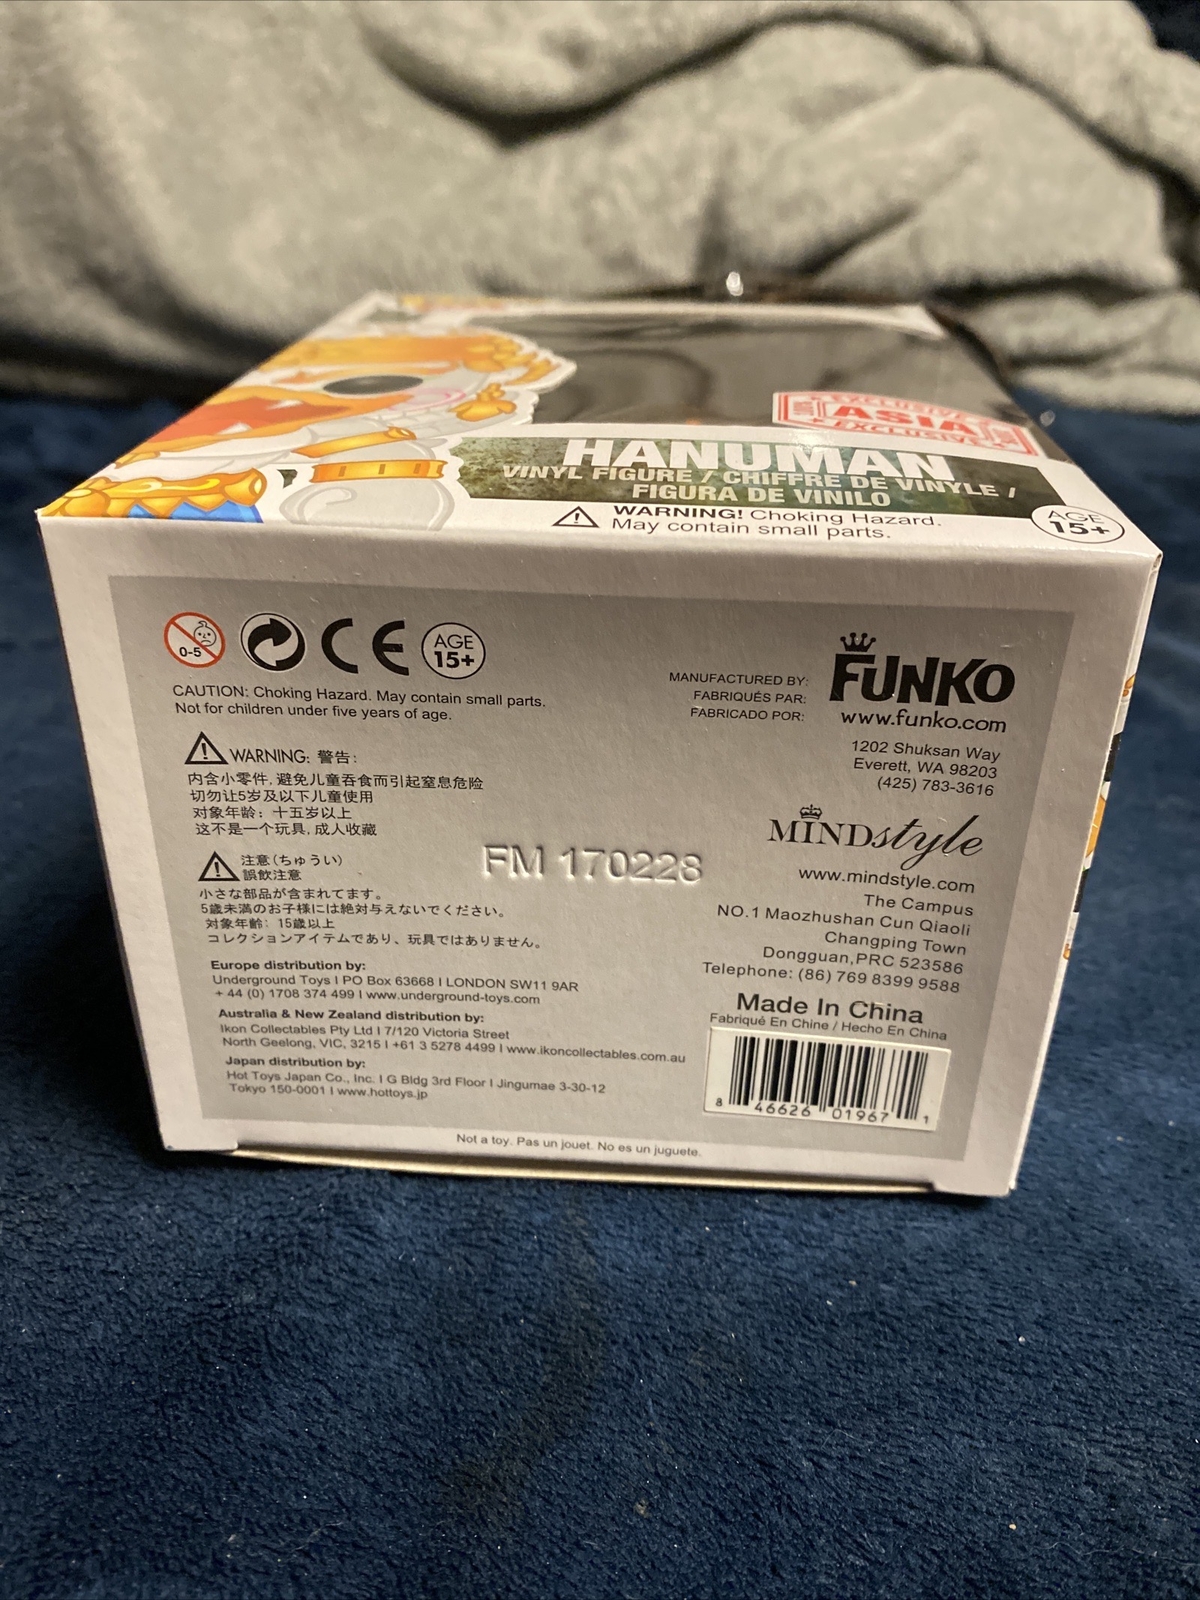 EXCLUSIVE
ASIA
EXCLUSIVE
HANUMAN
VINYL FIGURE / CHIFFRE DE VINYLE /
FIGURA DE VINILO
WARNING! Choking Hazard.
May contain small parts.
AGE
15+
0-5
CE
AGE
15+
CAUTION: Choking Hazard. May contain small parts.
Not for children under five years of age.
WARNING: 警告:
内含小零件,避免儿童吞食而引起窒息危险
切勿让5岁及以下儿童使用
对象年龄: 十五岁以上
这不是一个玩具,成人收藏
注意(ちゅうい)
誤飲注意
小さな部品が含まれてます。
5歳未満のお子様には絶対与えないでください。
対象年齢: 15歳以上
コレクションアイテムであり、玩具ではありません。
Europe distribution by:
Underground Toys I PO Box 63668 I LONDON SW11 9AR
+ 44 (0) 1708 374 499 I www.underground-toys.com
Australia & New Zealand distribution by:
Ikon Collectables Pty Ltd I 7/120 Victoria Street
North Geelong, VIC, 3215 I +61 3 5278 4499 I www.ikoncollectables.com.au
Japan distribution by:
Hot Toys Japan Co., Inc. I G Bldg 3rd Floor I Jingumae 3-30-12
Tokyo 150-0001 I www.hottoys.jp
FM 170228
MANUFACTURED BY:
FABRIQUÉS PAR:
FABRICADO POR:
FUNKO
www.funko.com
1202 Shuksan Way
Everett, WA 98203
(425) 783-3616
MINDstyle
www.mindstyle.com
The Campus
NO.1 Maozhushan Cun Qiaoli
Changping Town
Dongguan,PRC 523586
Telephone: (86) 769 8399 9588
Made In China
Fabriqué En Chine / Hecho En China
8 46626 01967 1
Not a toy. Pas un jouet. No es un juguete.